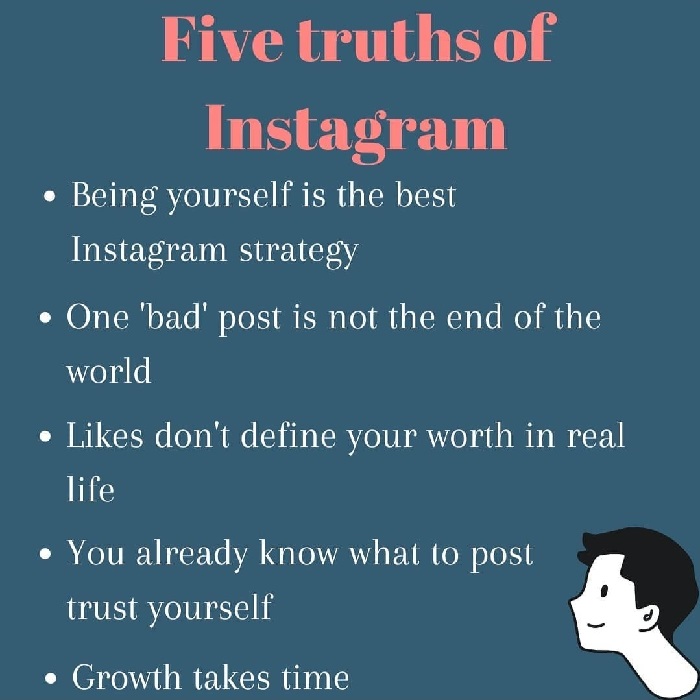 Five truths of
Instagram
• Being yourself is the best
Instagram strategy
• One 'bad' post is not the end of the
world
• Likes don't define your worth in real
life
• You already know what to post
trust yourself
• Growth takes time